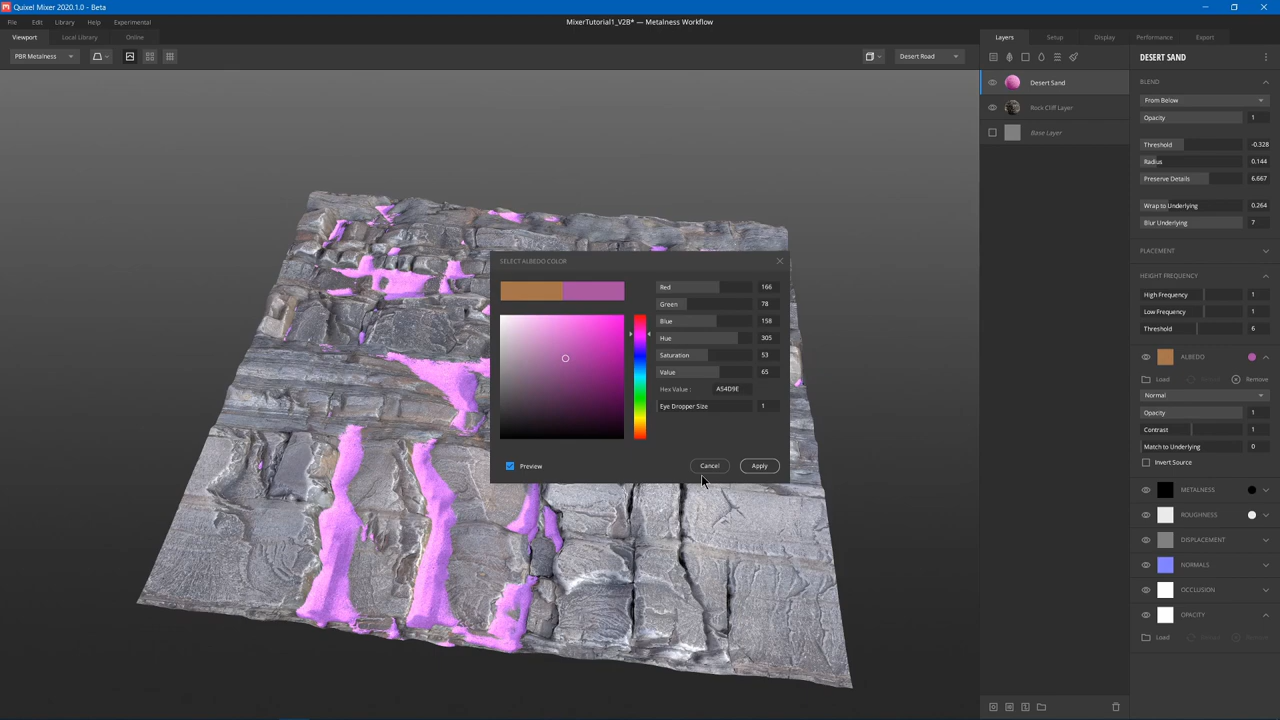 Quixel Mixer 2020.1.0 - Beta
File Edit Library Help Experimental
MixerTutorial1_V2B* — Metalness Workflow
Viewport Local Library Online
Layers Setup Display Performance Export
PBR Metalness
Desert Road
DESERT SAND
Desert Sand
Rock Cliff Layer
Base Layer
BLEND
From Below
Opacity 1
Threshold -0.328
Radius 0.144
Preserve Details 6.667
Wrap to Underlying 0.264
Blur Underlying 7
PLACEMENT
HEIGHT FREQUENCY
High Frequency 1
Low Frequency 1
Threshold 6
ALBEDO
Load Remove
Normal
Opacity 1
Contrast 1
Match to Underlying 0
Invert Source
METALNESS
ROUGHNESS
DISPLACEMENT
NORMALS
OCCLUSION
OPACITY
Load
SELECT ALBEDO COLOR
Red 166
Green 78
Blue 158
Hue 305
Saturation 53
Value 65
Hex Value : A54D9E
Eye Dropper Size 1
Preview
Cancel Apply